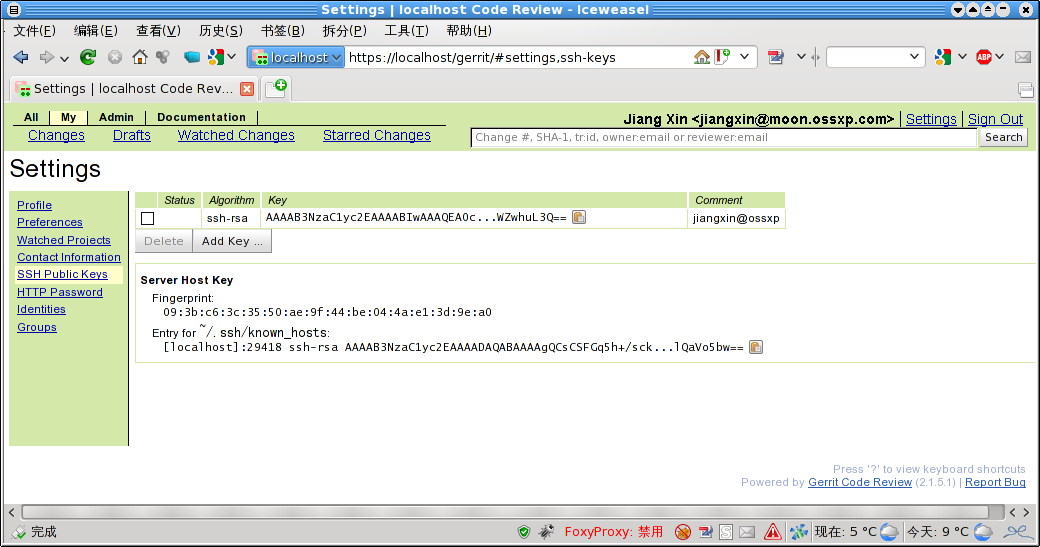 Settings | localhost Code Review - Iceweasel
文件(F) 编辑(E) 查看(V) 历史(S) 书签(B) 拆分(P) 工具(T) 帮助(H)
localhost https://localhost/gerrit/#settings,ssh-keys ABP
Settings | localhost Code Rev...
All My Admin Documentation Jiang Xin <jiangxin@moon.ossxp.com> | Settings | Sign Out
Changes Drafts Watched Changes Starred Changes Change #, SHA-1, tr:id, owner:email or reviewer:email Search
Settings
Profile
Preferences
Watched Projects
Contact Information
SSH Public Keys
HTTP Password
Identities
Groups
Status Algorithm Key Comment
ssh-rsa AAAAB3NzaC1yc2EAAAABIwAAAQEAOc...WZwhuL3Q== jiangxin@ossxp
Delete Add Key ...
Server Host Key
Fingerprint:
09:3b:c6:3c:35:50:ae:9f:44:be:04:4a:e1:3d:9e:a0
Entry for ~/.ssh/known_hosts:
[localhost]:29418 ssh-rsa AAAAB3NzaC1yc2EAAAADAQABAAAAgQCsCSFGq5h+/sck...lQaVo5bw==
Press '?' to view keyboard shortcuts
Powered by Gerrit Code Review (2.1.5.1) | Report Bug
完成 FoxyProxy: 禁用 S 现在: 5 °C 今天: 9 °C